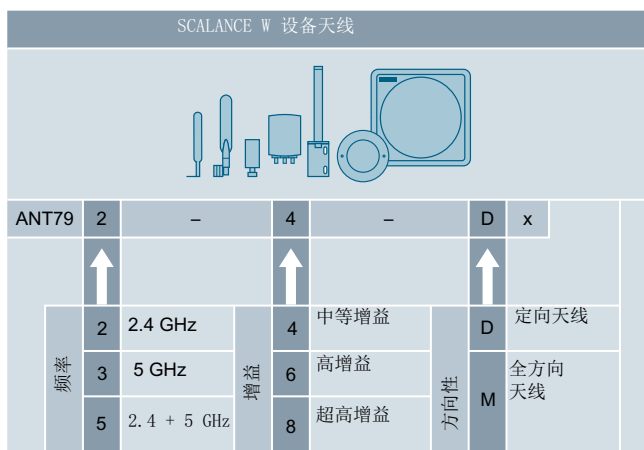 SCALANCE W 设备天线
ANT79 2 – 4 – D x
频率
2 2.4 GHz
3 5 GHz
5 2.4 + 5 GHz
增益
4 中等增益
6 高增益
8 超高增益
方向性
D 定向天线
M 全方向
天线